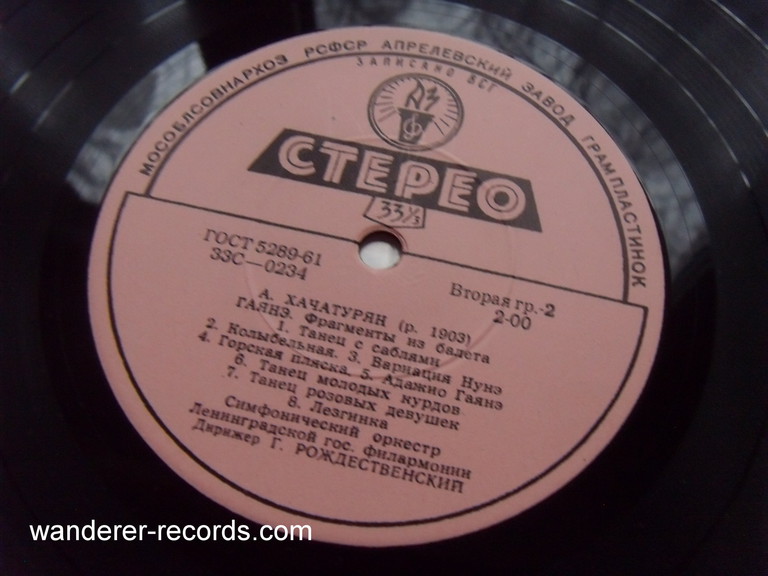 МОСОБЛСОВНАРХОЗ РСФСР АПРЕЛЕВСКИЙ ЗАВОД ГРАМПЛАСТИНОК
ЗАПИСАНО ВСГ
АЗ
СТЕРЕО
33⅓
ГОСТ 5289-61
33С—0234
Вторая гр.-2
2-00
А. ХАЧАТУРЯН (р. 1903)
ГАЯНЭ. Фрагменты из балета
1. Танец с саблями
2. Колыбельная. 3. Вариация Нунэ
4. Горская пляска. 5. Адажио Гаянэ
6. Танец молодых курдов
7. Танец розовых девушек
8. Лезгинка
Симфонический оркестр
Ленинградской гос. филармонии
Дирижер Г. РОЖДЕСТВЕНСКИЙ
wanderer-records.com